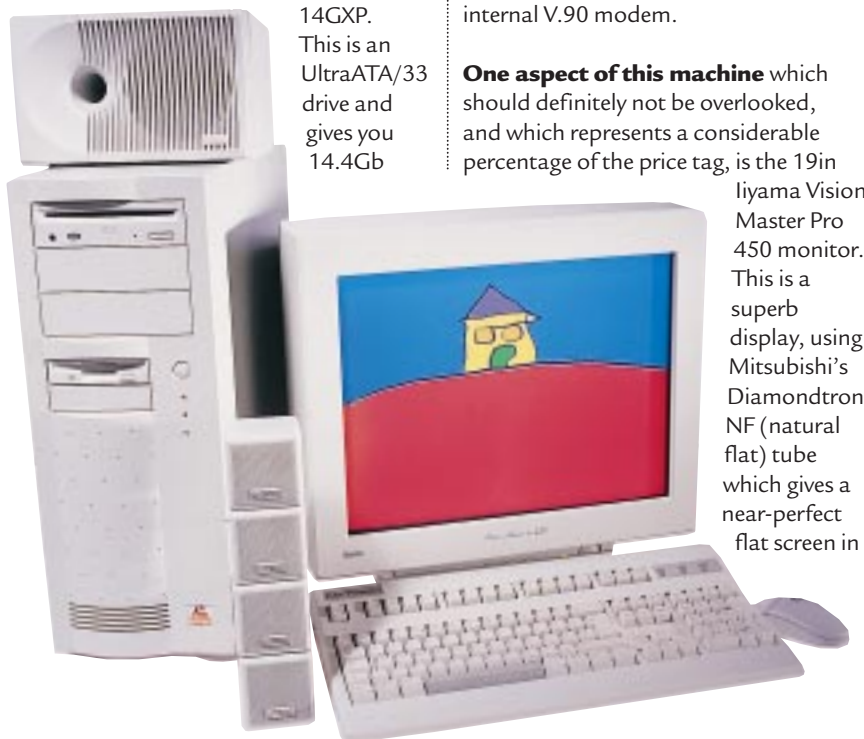 14GXP.
This is an
UltraATA/33
drive and
gives you
14.4Gb
internal V.90 modem.
One aspect of this machine which
should definitely not be overlooked,
and which represents a considerable
percentage of the price tag, is the 19in
Iiyama Vision
Master Pro
450 monitor.
This is a
superb
display, using
Mitsubishi's
Diamondtron
NF (natural
flat) tube
which gives a
near-perfect
flat screen in